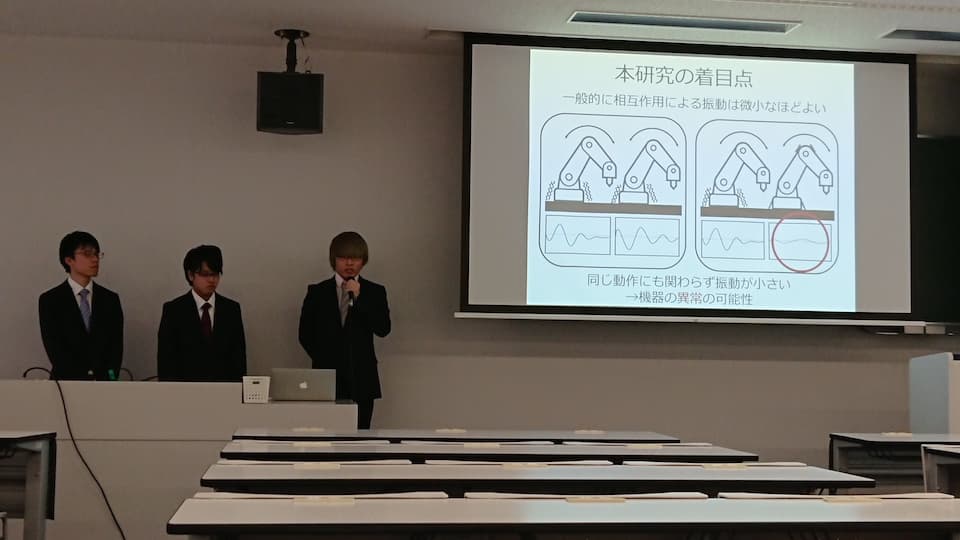 本研究の着目点
一般的に相互作用による振動は微小なほどよい
同じ動作にも関わらず振動が小さい
→機器の異常の可能性